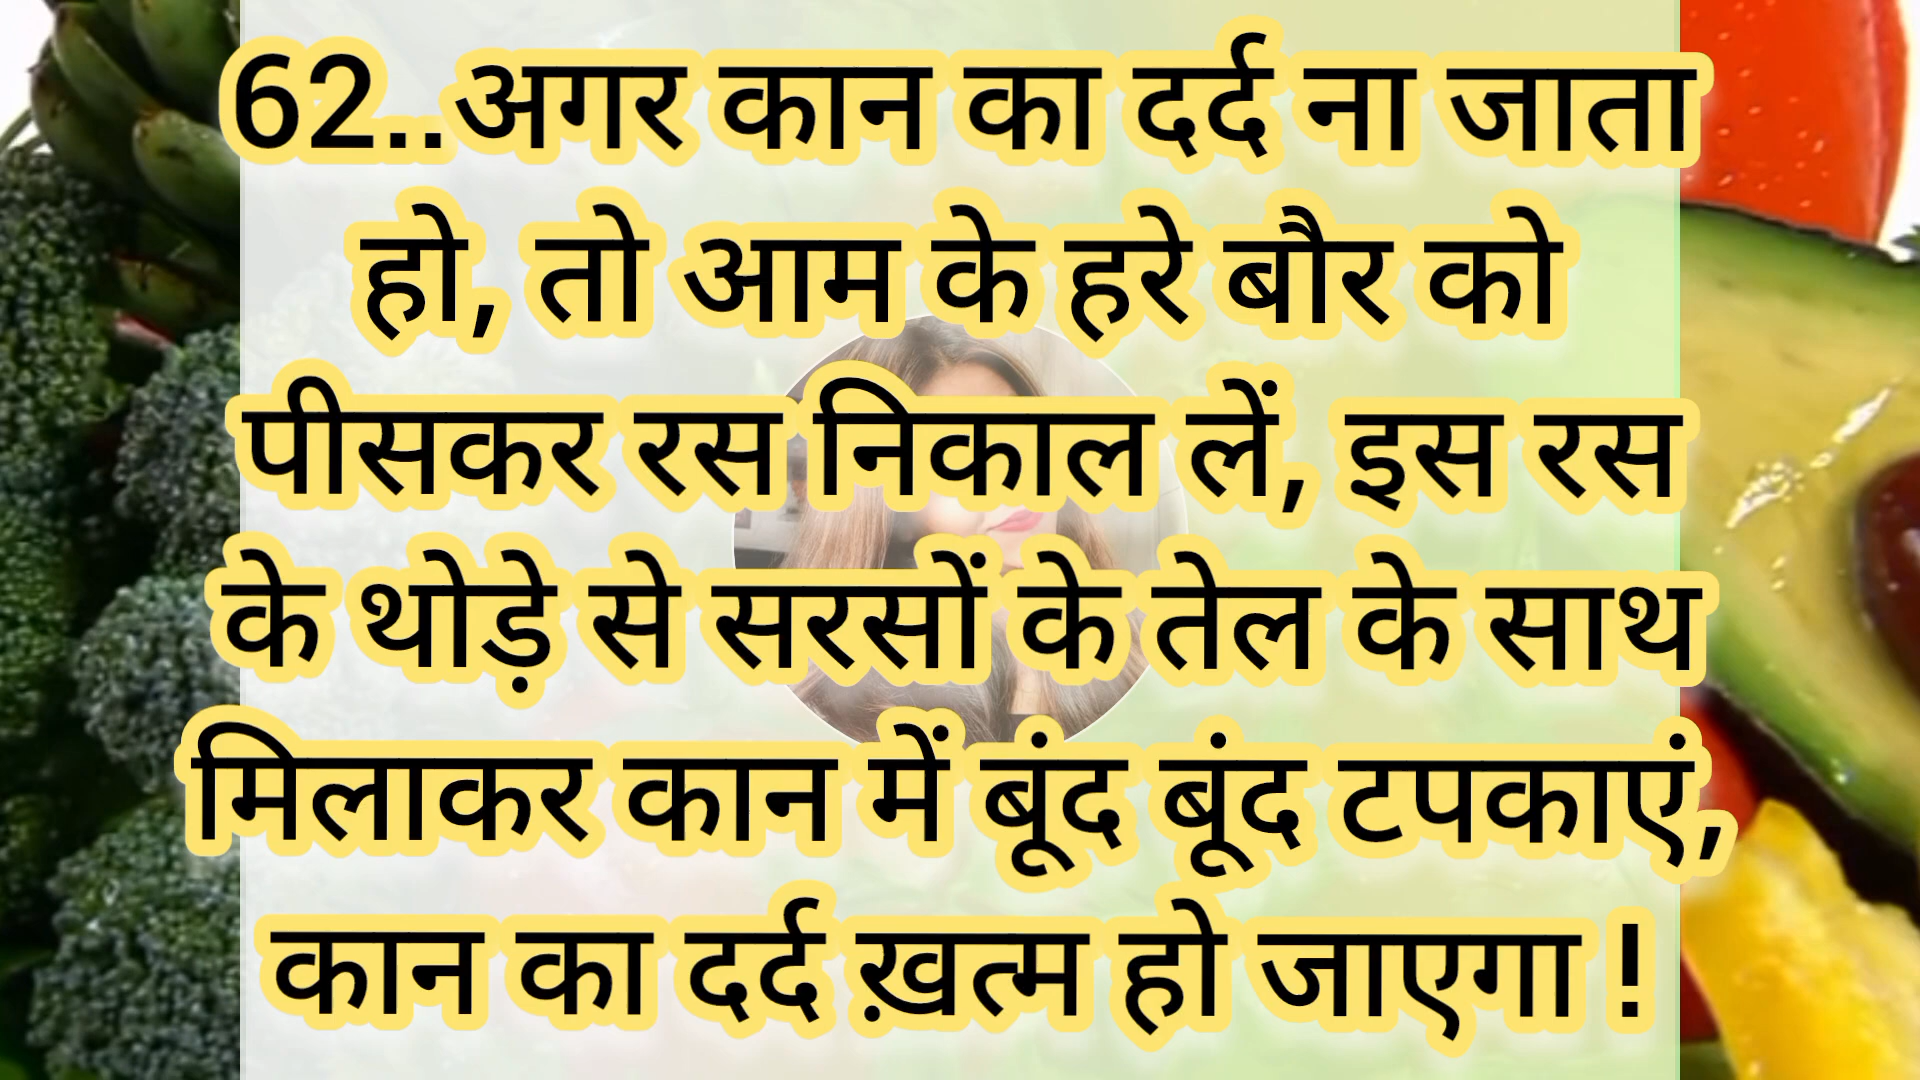 62..अगर कान का दर्द ना जाता
हो, तो आम के हरे बौर को
पीसकर रस निकाल लें, इस रस
के थोड़े से सरसों के तेल के साथ
मिलाकर कान में बूंद बूंद टपकाएं,
कान का दर्द ख़त्म हो जाएगा !